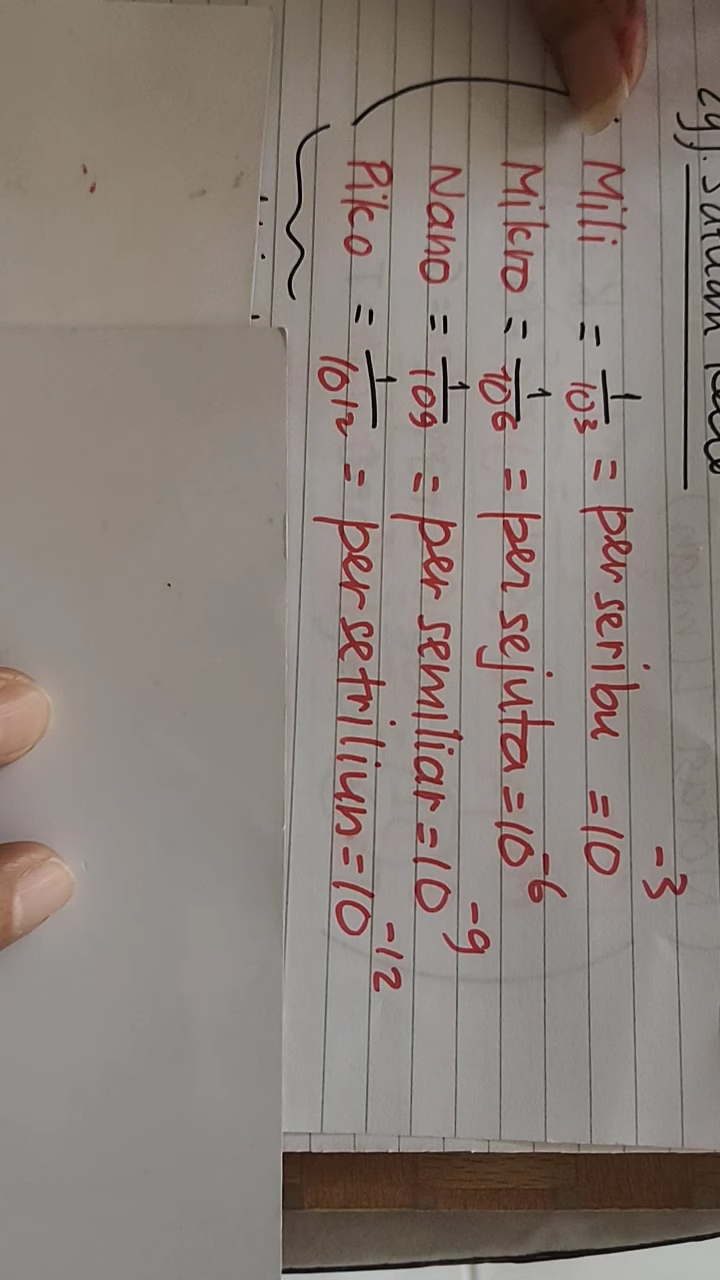 Mili = 1/10³ = per seribu = 10⁻³
Mikro = 1/10⁶ = per sejuta = 10⁻⁶
Nano = 1/10⁹ = per semiliar = 10⁻⁹
Piko = 1/10¹² = per setriliun = 10⁻¹²